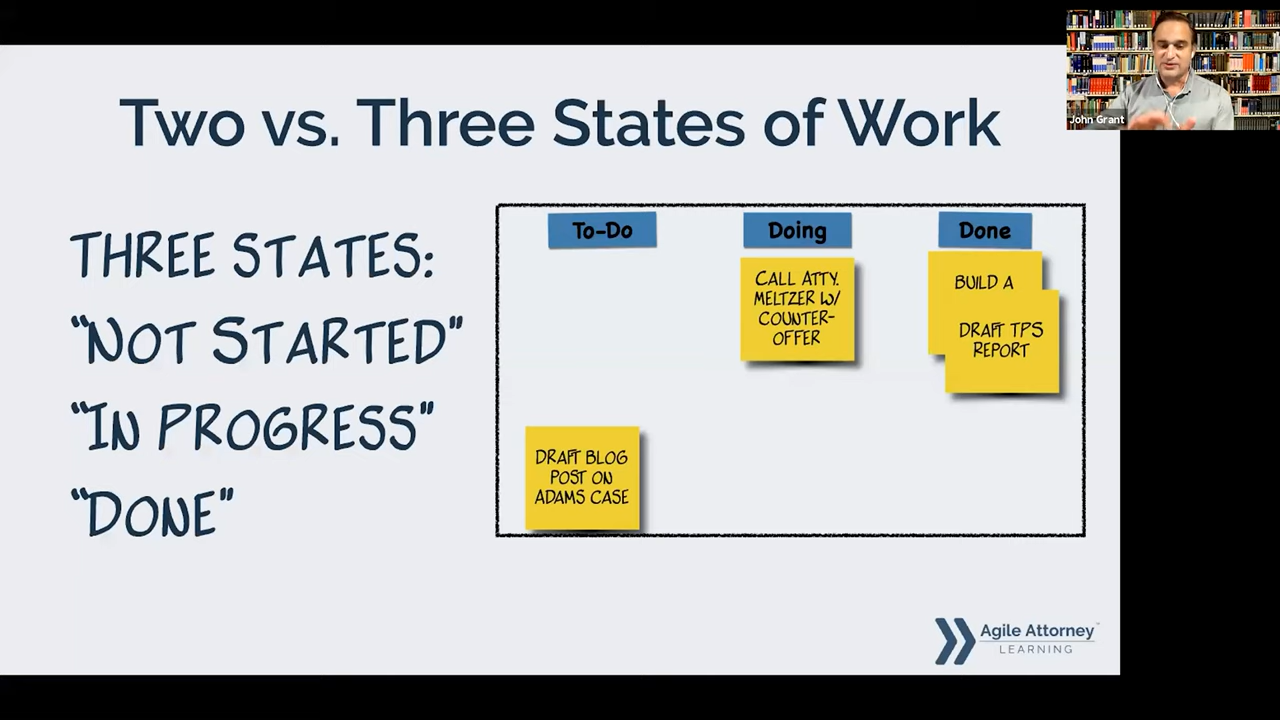 John Grant
Two vs. Three States of Work
THREE STATES:
“NOT STARTED”
“IN PROGRESS”
“DONE”
To-Do
Doing
Done
CALL ATTY.
MELTZER W/
COUNTER-
OFFER
BUILD A
DRAFT TPS
REPORT
DRAFT BLOG
POST ON
ADAMS CASE
Agile Attorney™
LEARNING